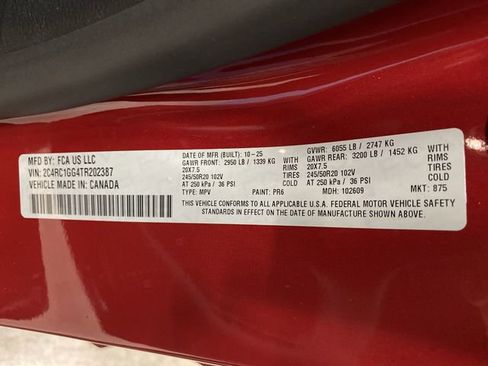 MFD BY: FCA US LLC
VIN: 2C4RC1GG4TR202387
VEHICLE MADE IN: CANADA
DATE OF MFR (BUILT): 10-25
GAWR FRONT: 2950 LB / 1339 KG WITH
20X7.5 RIMS
245/50R20 102V TIRES
AT 250 kPa / 36 PSI COLD
TYPE: MPV PAINT: PR6
GVWR: 6055 LB / 2747 KG
GAWR REAR: 3200 LB / 1452 KG WITH
20X7.5 RIMS
245/50R20 102V TIRES
AT 250 kPa / 36 PSI COLD
MDH: 102609 MKT: 875
THIS VEHICLE CONFORMS TO ALL APPLICABLE U.S.A. FEDERAL MOTOR VEHICLE SAFETY
STANDARDS IN EFFECT ON THE DATE OF MANUFACTURE SHOWN ABOVE.